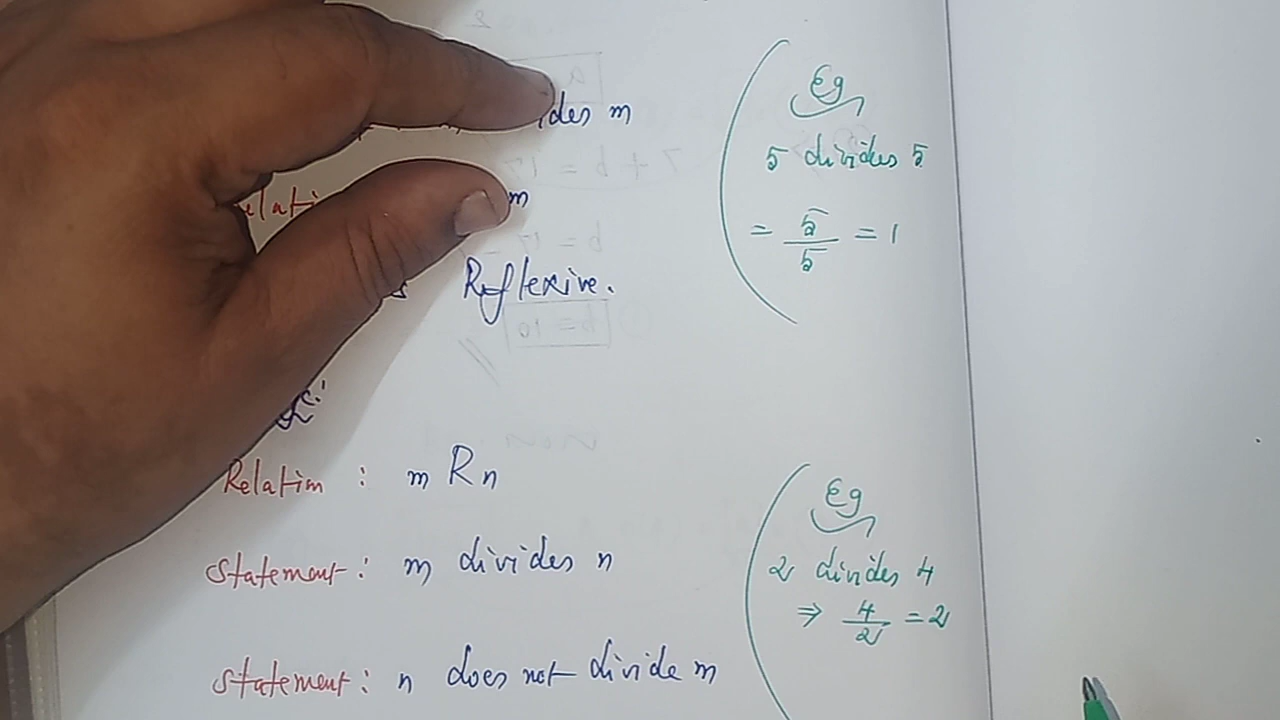 m
m
Reflexive.
Relation : m R n
statement : m divides n
statement : n does not divide m
Eg
5 divides 5
= 5/5 = 1
Eg
2 divides 4
⇒ 4/2 = 2